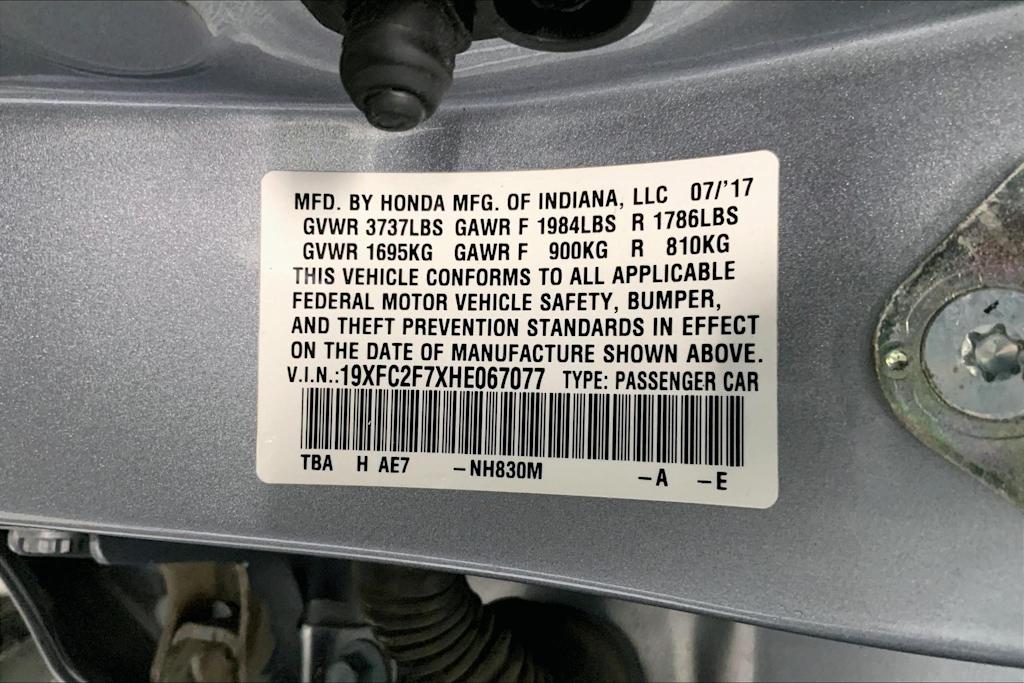 MFD. BY HONDA MFG. OF INDIANA, LLC 07/'17
GVWR 3737LBS GAWR F 1984LBS R 1786LBS
GVWR 1695KG GAWR F 900KG R 810KG
THIS VEHICLE CONFORMS TO ALL APPLICABLE
FEDERAL MOTOR VEHICLE SAFETY, BUMPER,
AND THEFT PREVENTION STANDARDS IN EFFECT
ON THE DATE OF MANUFACTURE SHOWN ABOVE.
V.I.N.:19XFC2F7XHE067077 TYPE: PASSENGER CAR
TBA H AE7 –NH830M –A –E